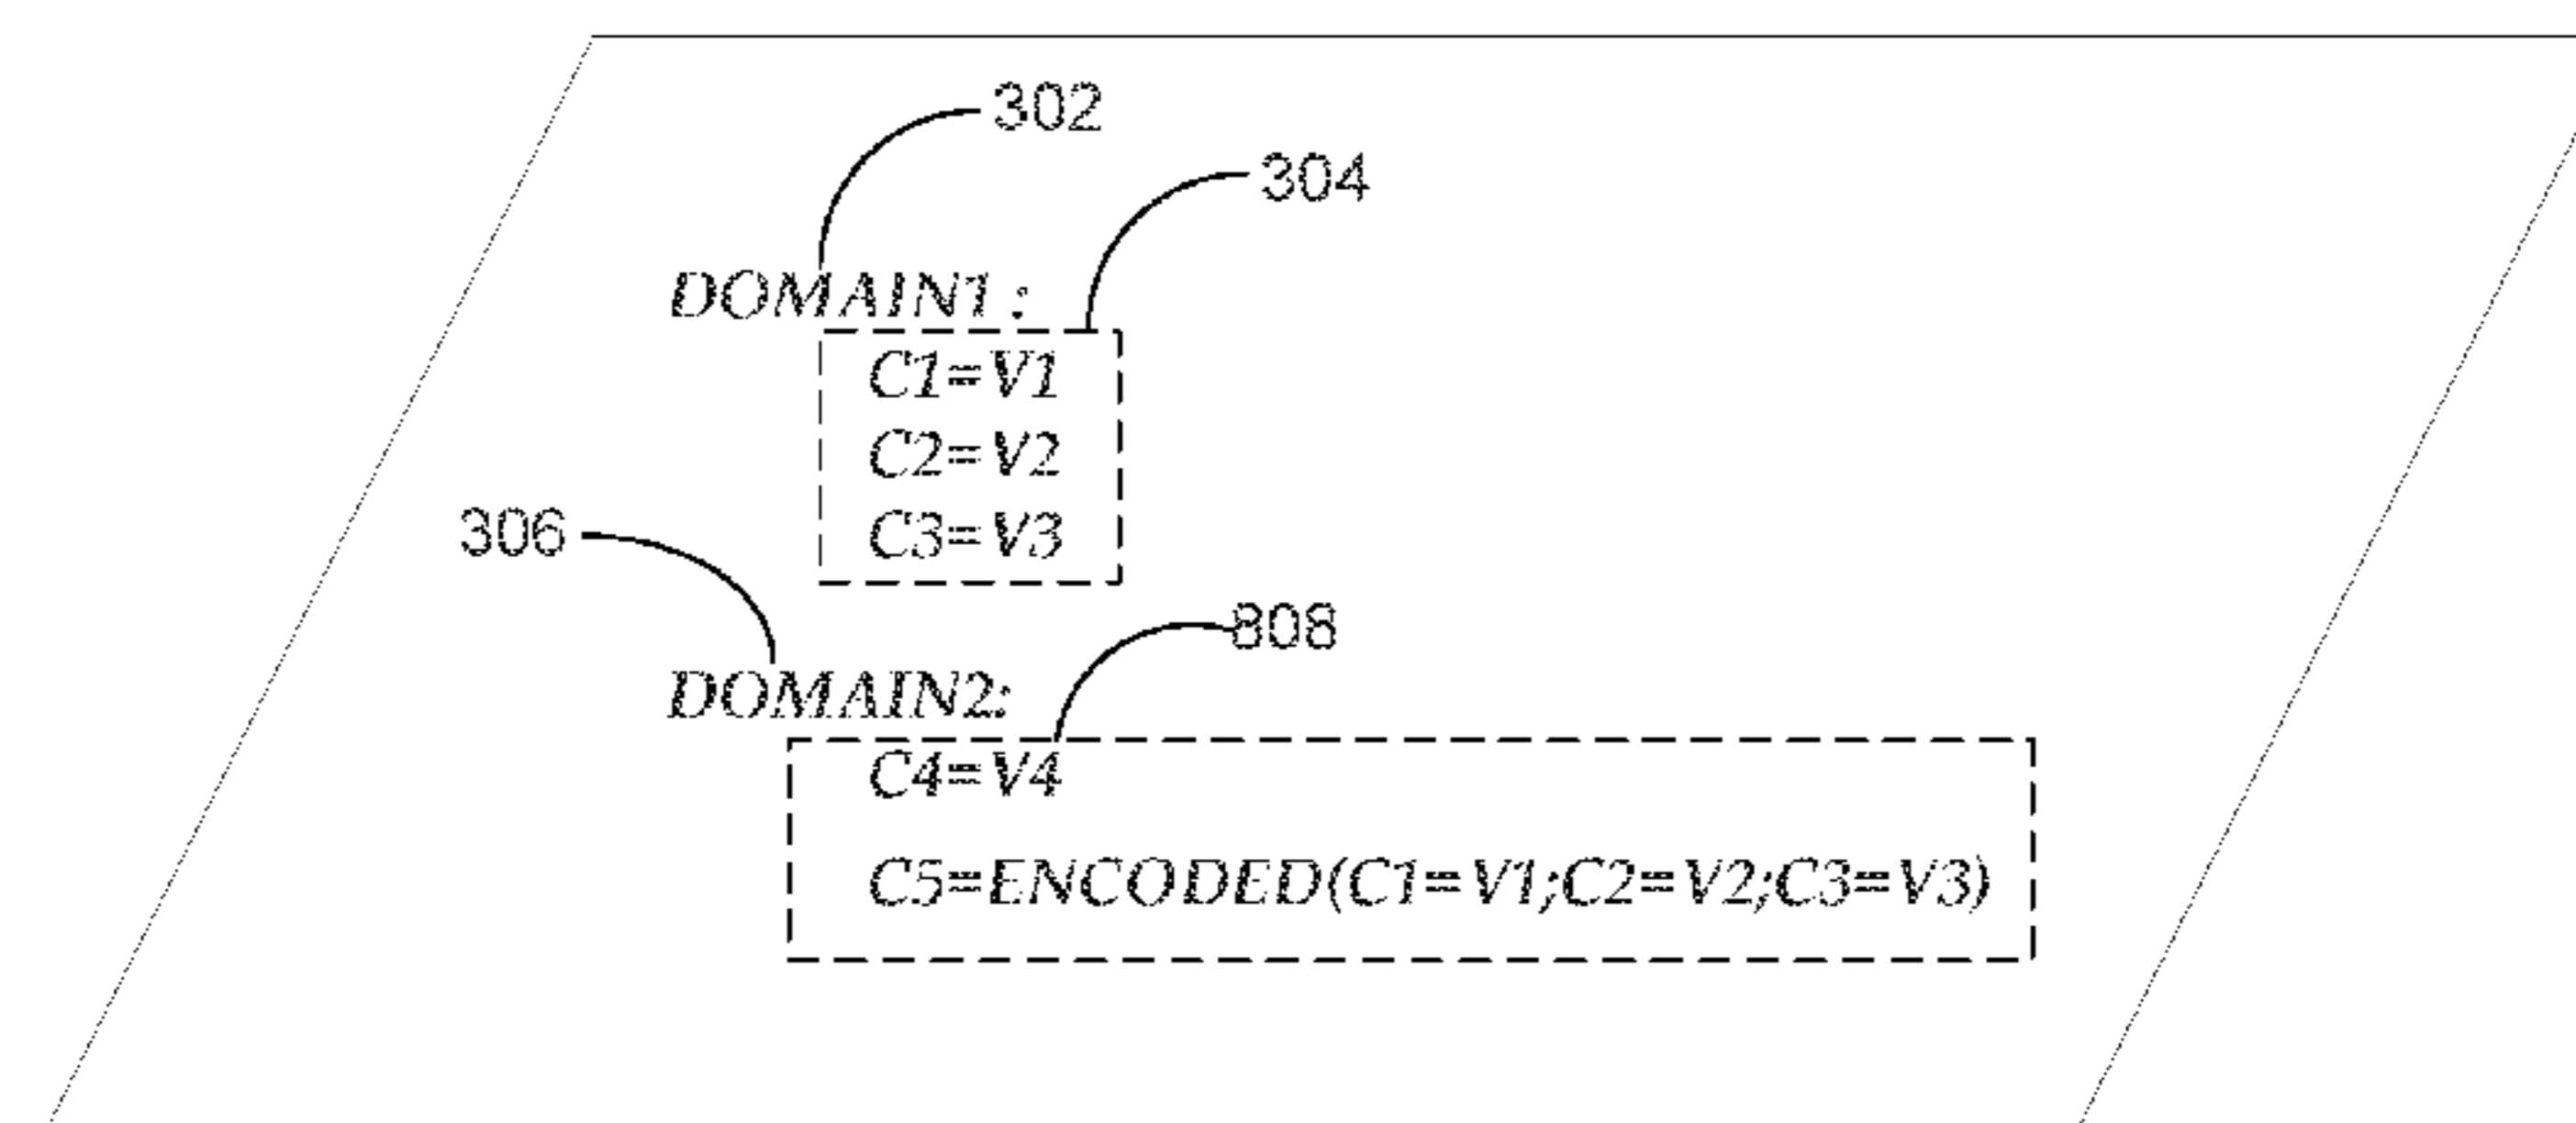 302
304
DOMAIN1 :
C1=V1
C2=V2
C3=V3
306
808
DOMAIN2:
C4=V4
C5=ENCODED(C1=V1;C2=V2;C3=V3)